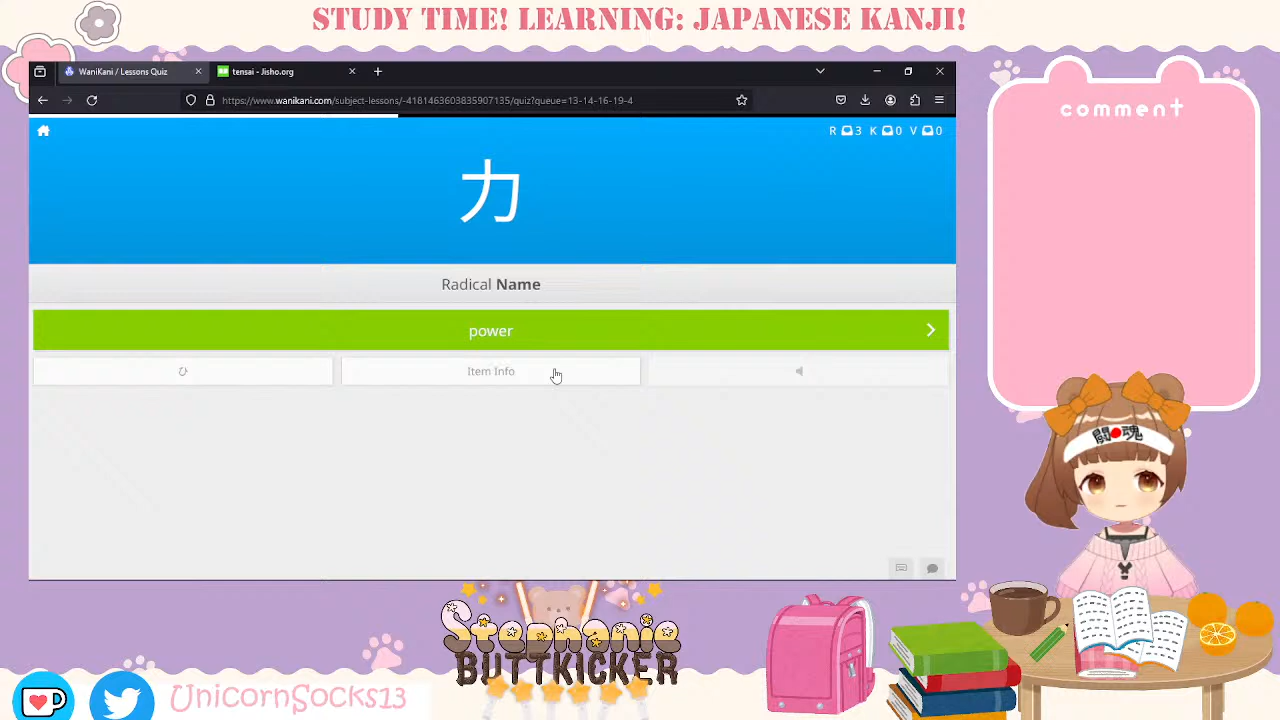 STUDY TIME! LEARNING: JAPANESE KANJI!
WaniKani / Lessons Quiz
tensai - Jisho.org
https://www.wanikani.com/subject-lessons/-4181463603835907135/quiz?queue=13-14-16-19-4
R 3 K 0 V 0
力
Radical Name
power
ひ
Item Info
comment
闘魂
Stephanie
BUTTKICKER
UnicornSocks13